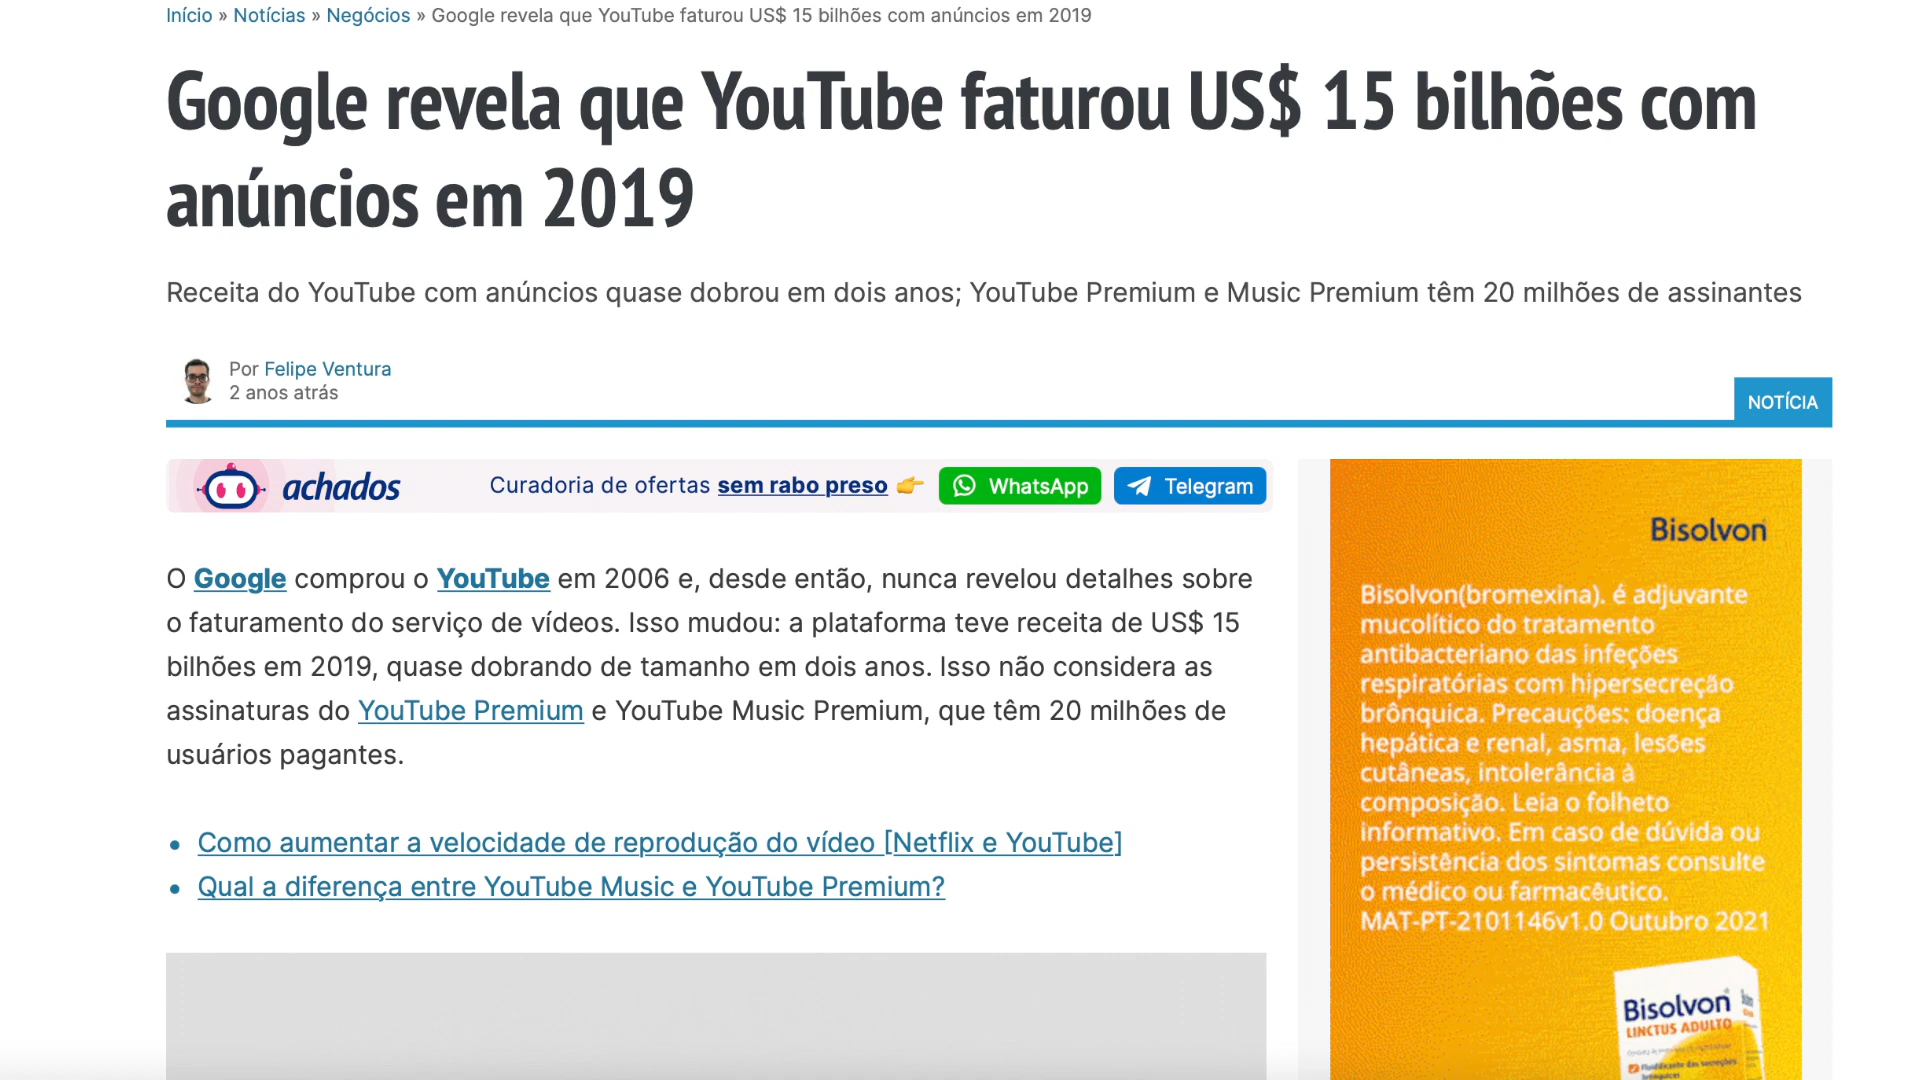 Início » Notícias » Negócios » Google revela que YouTube faturou US$ 15 bilhões com anúncios em 2019
Google revela que YouTube faturou US$ 15 bilhões com
anúncios em 2019
Receita do YouTube com anúncios quase dobrou em dois anos; YouTube Premium e Music Premium têm 20 milhões de assinantes
Por Felipe Ventura
2 anos atrás
NOTÍCIA
achados Curadoria de ofertas sem rabo preso 👉 WhatsApp Telegram
O Google comprou o YouTube em 2006 e, desde então, nunca revelou detalhes sobre
o faturamento do serviço de vídeos. Isso mudou: a plataforma teve receita de US$ 15
bilhões em 2019, quase dobrando de tamanho em dois anos. Isso não considera as
assinaturas do YouTube Premium e YouTube Music Premium, que têm 20 milhões de
usuários pagantes.
• Como aumentar a velocidade de reprodução do vídeo [Netflix e YouTube]
• Qual a diferença entre YouTube Music e YouTube Premium?
Bisolvon
Bisolvon(bromexina). é adjuvante
mucolítico do tratamento
antibacteriano das infeções
respiratórias com hipersecreção
brônquica. Precauções: doença
hepática e renal, asma, lesões
cutâneas, intolerância à
composição. Leia o folheto
informativo. Em caso de dúvida ou
persistência dos sintomas consulte
o médico ou farmacêutico.
MAT-PT-2101146v1.0 Outubro 2021
Bisolvon
LINCTUS ADULTO
Fluidificante das secreções
brônquicas